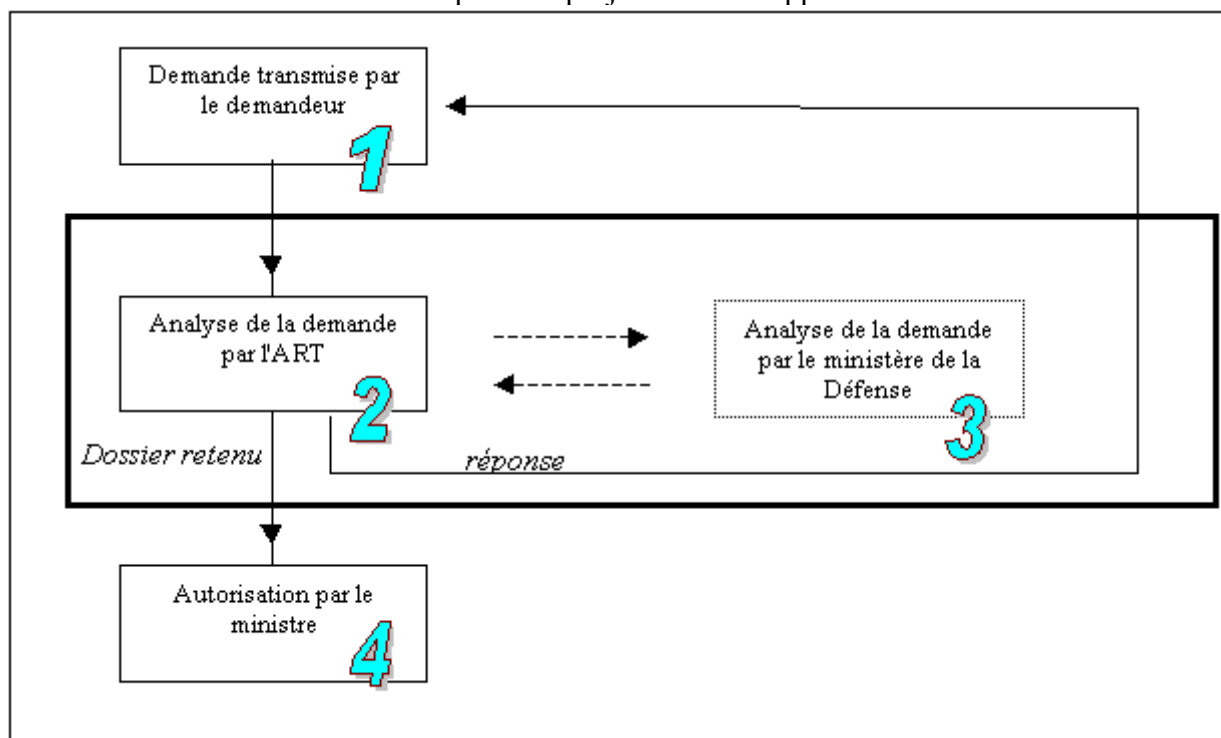 Demande transmise par
le demandeur
1
Analyse de la demande
par l'ART
2
Analyse de la demande
par le ministère de la
Défense
3
Dossier retenu
réponse
Autorisation par le
ministre
4